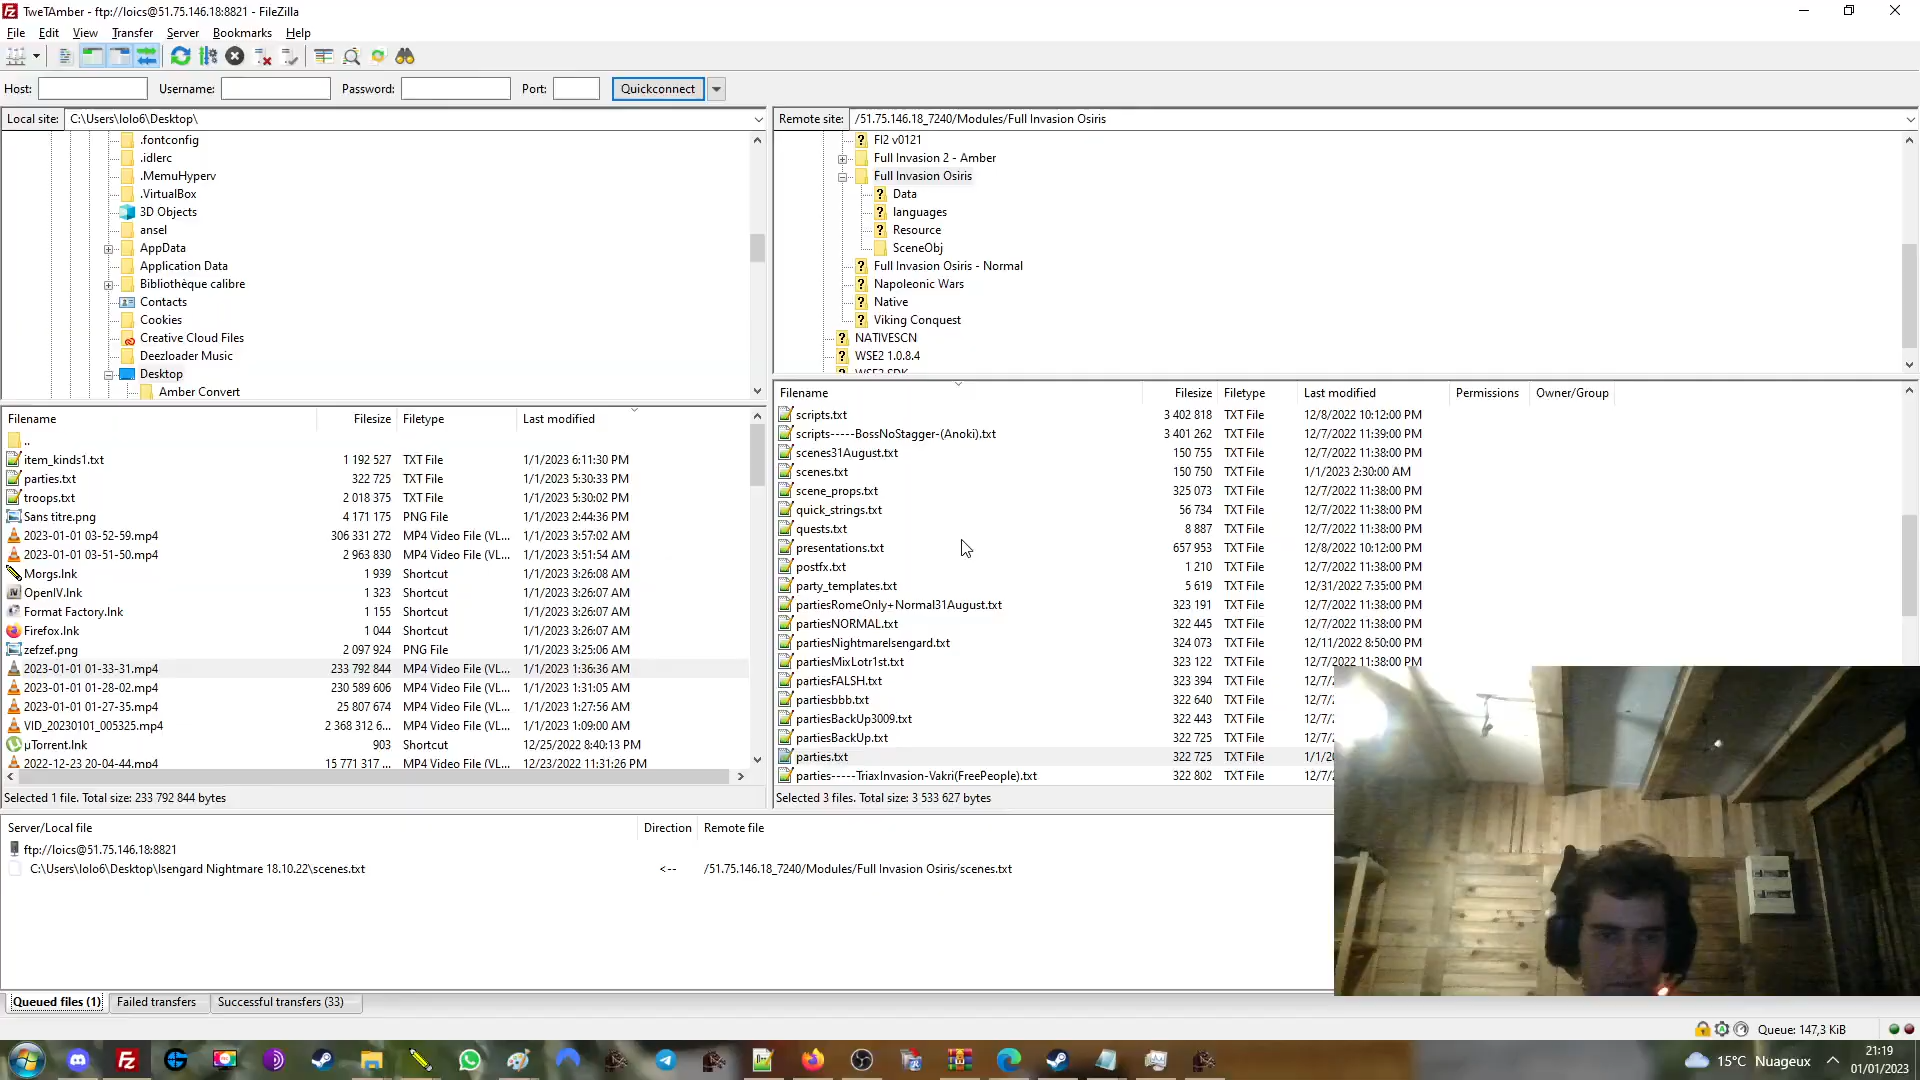 TwetTAmber - ftp://loics@51.75.146.18:8821 - FileZilla
File Edit View Transfer Server Bookmarks Help
Host: Username: Password: Port: Quickconnect
Local site: C:\Users\lolo6\Desktop\
.fontconfig
.idlerc
.MemuHyperv
.VirtualBox
3D Objects
ansel
AppData
Application Data
Bibliothèque calibre
Contacts
Cookies
Creative Cloud Files
Deezloader Music
Desktop
Amber Convert
Filename Filesize Filetype Last modified
..
item_kinds1.txt 1 192 527 TXT File 1/1/2023 6:11:30 PM
parties.txt 322 725 TXT File 1/1/2023 5:30:33 PM
troops.txt 2 018 375 TXT File 1/1/2023 5:30:02 PM
Sans titre.png 4 171 175 PNG File 1/1/2023 2:44:36 PM
2023-01-01 03-52-59.mp4 306 331 272 MP4 Video File (VL... 1/1/2023 3:57:02 AM
2023-01-01 03-51-50.mp4 2 963 830 MP4 Video File (VL... 1/1/2023 3:51:54 AM
Morgs.lnk 1 939 Shortcut 1/1/2023 3:26:08 AM
OpenIV.lnk 1 323 Shortcut 1/1/2023 3:26:07 AM
Format Factory.lnk 1 155 Shortcut 1/1/2023 3:26:07 AM
Firefox.lnk 1 044 Shortcut 1/1/2023 3:26:07 AM
zefzef.png 2 097 924 PNG File 1/1/2023 3:25:06 AM
2023-01-01 01-33-31.mp4 233 792 844 MP4 Video File (VL... 1/1/2023 1:36:36 AM
2023-01-01 01-28-02.mp4 230 589 606 MP4 Video File (VL... 1/1/2023 1:31:05 AM
2023-01-01 01-27-35.mp4 25 807 674 MP4 Video File (VL... 1/1/2023 1:27:56 AM
VID_20230101_005325.mp4 2 368 312 6... MP4 Video File (VL... 1/1/2023 1:09:00 AM
µTorrent.lnk 903 Shortcut 12/25/2022 8:40:13 PM
2022-12-23 20-04-44.mp4 15 771 317 ... MP4 Video File (VL... 12/23/2022 11:31:26 PM
Selected 1 file. Total size: 233 792 844 bytes
Remote site: /51.75.146.18_7240/Modules/Full Invasion Osiris
FI2 v0121
Full Invasion 2 - Amber
Full Invasion Osiris
Data
languages
Resource
SceneObj
Full Invasion Osiris - Normal
Napoleonic Wars
Native
Viking Conquest
NATIVESCN
WSE2 1.0.8.4
WSE2 SDK
Filename Filesize Filetype Last modified Permissions Owner/Group
scripts.txt 3 402 818 TXT File 12/8/2022 10:12:00 PM
scripts-----BossNoStagger-(Anoki).txt 3 401 262 TXT File 12/7/2022 11:39:00 PM
scenes31August.txt 150 755 TXT File 12/7/2022 11:38:00 PM
scenes.txt 150 750 TXT File 1/1/2023 2:30:00 AM
scene_props.txt 325 073 TXT File 12/7/2022 11:38:00 PM
quick_strings.txt 56 734 TXT File 12/7/2022 11:38:00 PM
quests.txt 8 887 TXT File 12/7/2022 11:38:00 PM
presentations.txt 657 953 TXT File 12/8/2022 10:12:00 PM
postfx.txt 1 210 TXT File 12/7/2022 11:38:00 PM
party_templates.txt 5 619 TXT File 12/31/2022 7:35:00 PM
partiesRomeOnly+Normal31August.txt 323 191 TXT File 12/7/2022 11:38:00 PM
partiesNORMAL.txt 322 445 TXT File 12/7/2022 11:38:00 PM
partiesNightmareIsengard.txt 324 073 TXT File 12/11/2022 8:50:00 PM
partiesMixLotr1st.txt 323 122 TXT File 12/7/2022 11:38:00 PM
partiesFALSH.txt 323 394 TXT File 12/7/
partiesbbb.txt 322 640 TXT File 12/7/
partiesBackUp3009.txt 322 443 TXT File 12/7/
partiesBackUp.txt 322 725 TXT File 12/7/
parties.txt 322 725 TXT File 1/1/20
parties-----TriaxInvasion-Vakri(FreePeople).txt 322 802 TXT File 12/7/
Selected 3 files. Total size: 3 533 627 bytes
Server/Local file Direction Remote file
ftp://loics@51.75.146.18:8821
C:\Users\lolo6\Desktop\Isengard Nightmare 18.10.22\scenes.txt <-- /51.75.146.18_7240/Modules/Full Invasion Osiris/scenes.txt
Queued files (1) Failed transfers Successful transfers (33)
Queue: 147,3 KiB
15°C Nuageux
21:19
01/01/2023